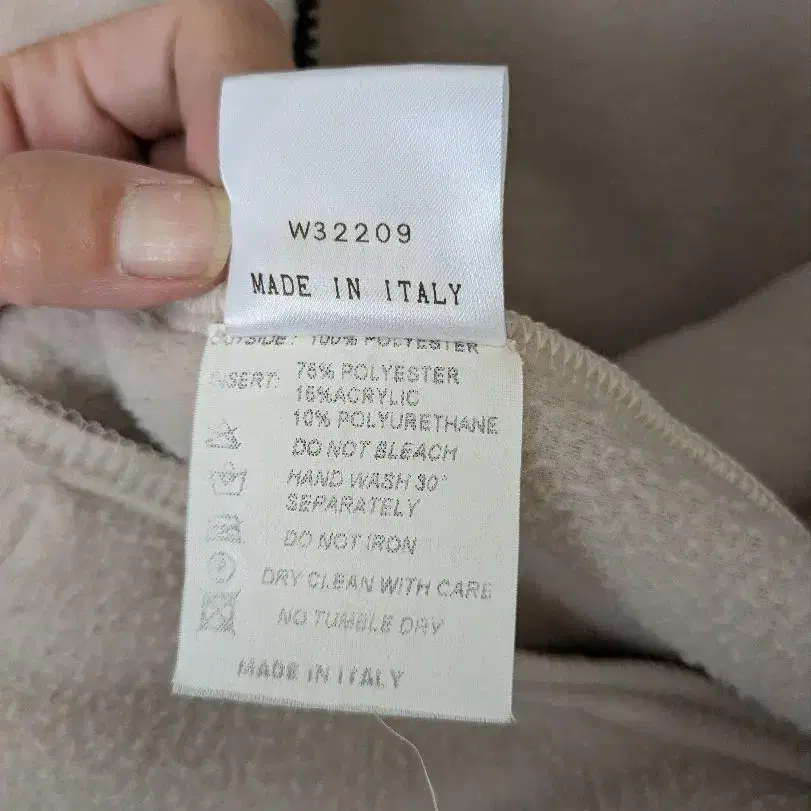 W32209
MADE IN ITALY
OUTSIDE: 100% POLYESTER
INSERT: 76% POLYESTER
15%ACRYLIC
10% POLYURETHANE
DO NOT BLEACH
HAND WASH 30°
SEPARATELY
DO NOT IRON
DRY CLEAN WITH CARE
NO TUMBLE DRY
MADE IN ITALY